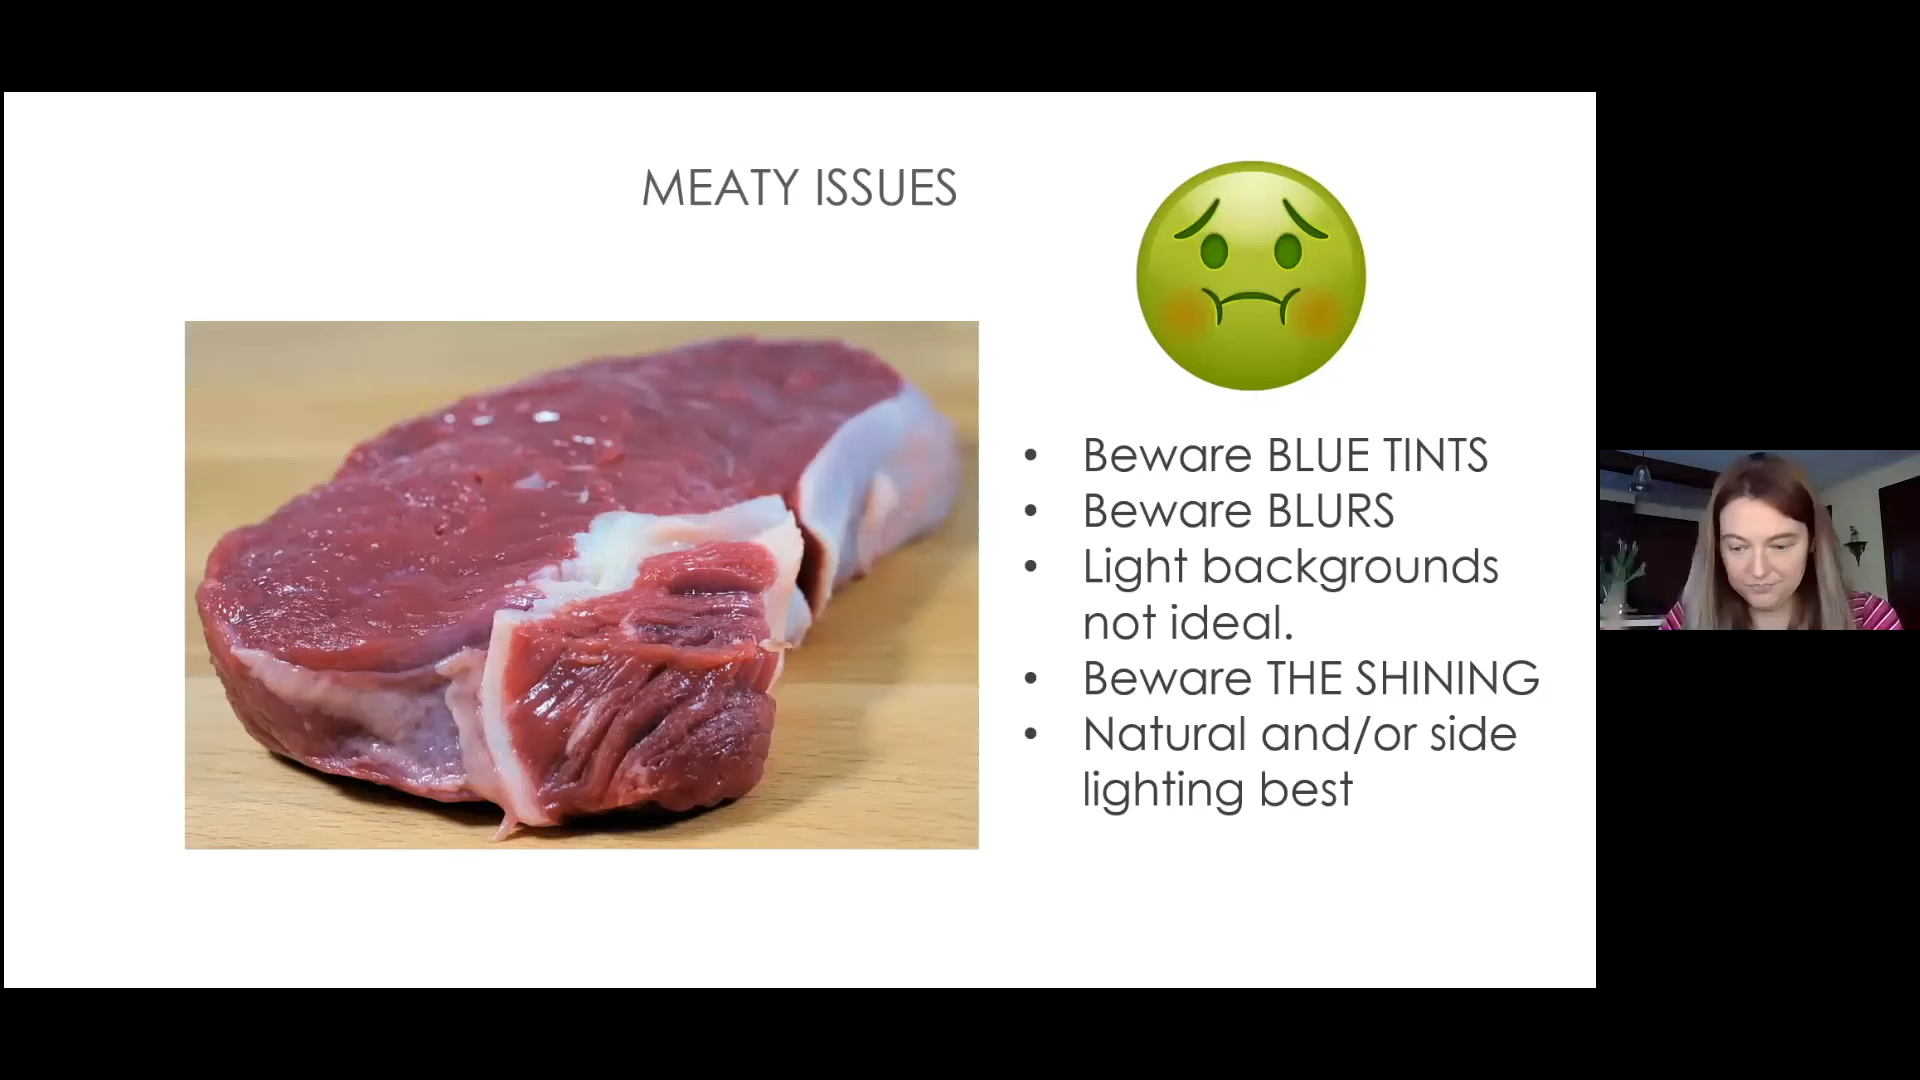 MEATY ISSUES
• Beware BLUE TINTS
• Beware BLURS
• Light backgrounds
not ideal.
• Beware THE SHINING
• Natural and/or side
lighting best